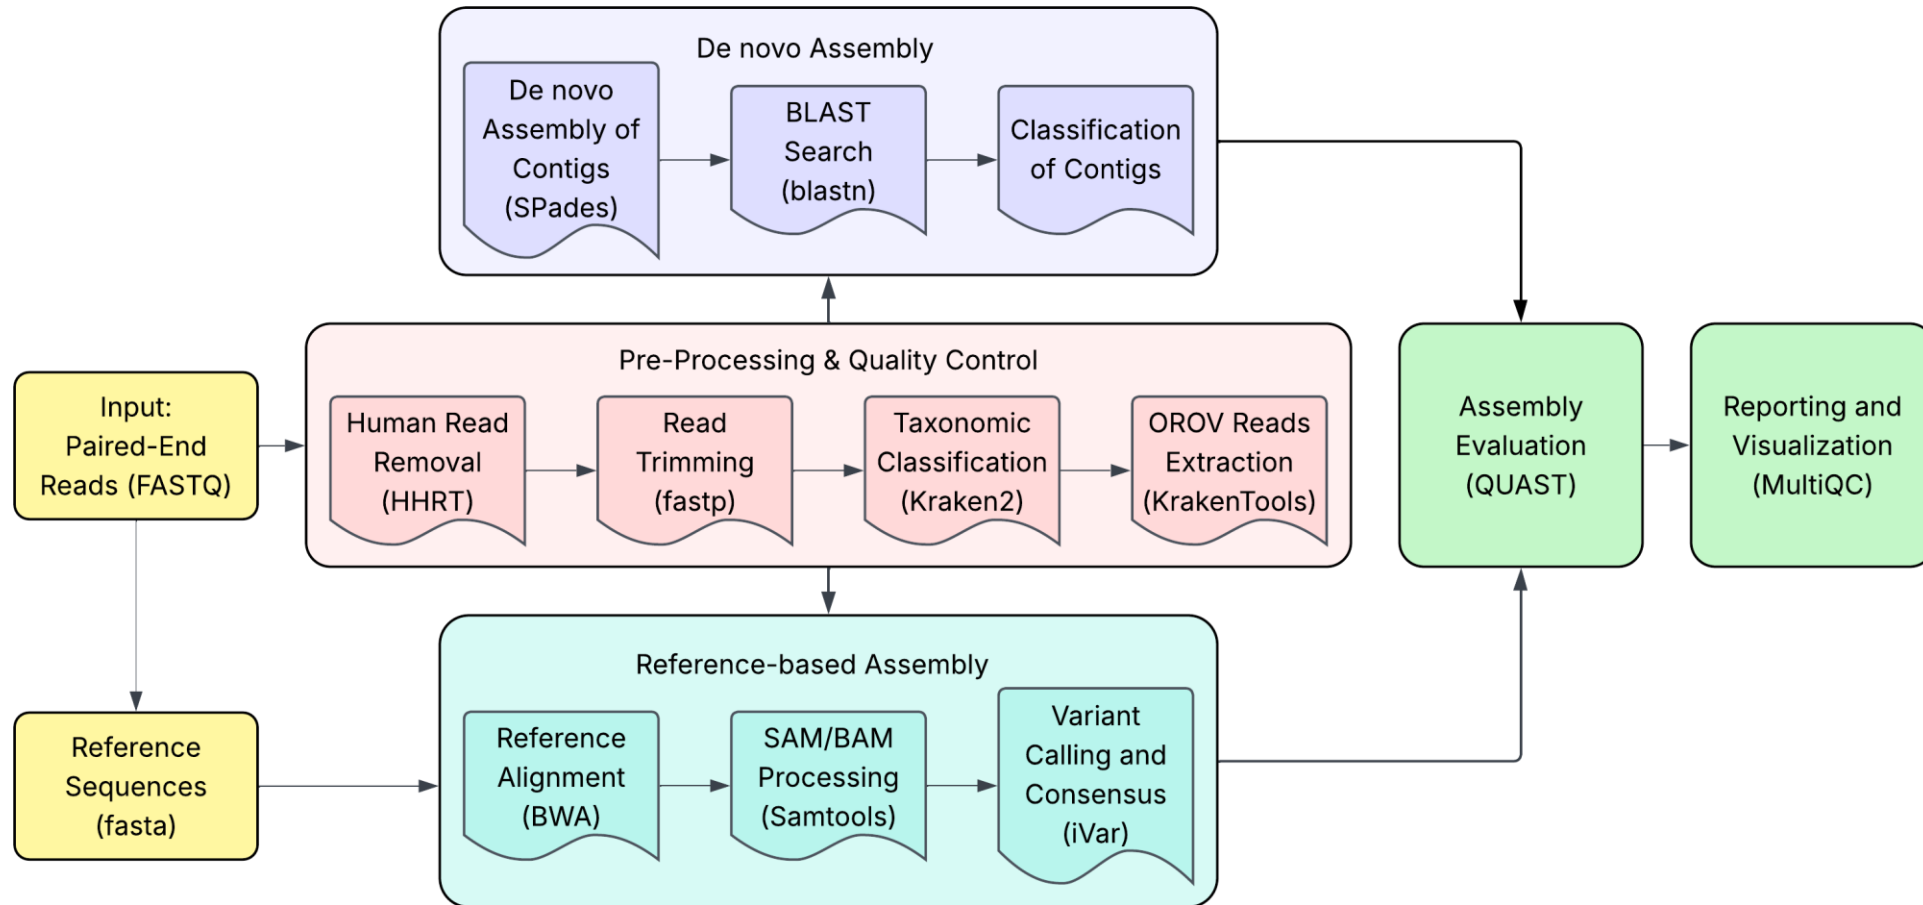 De novo Assembly
De novo
Assembly of
Contigs
(SPades)
BLAST
Search
(blastn)
Classification
of Contigs
Pre-Processing & Quality Control
Input:
Paired-End
Reads (FASTQ)
Human Read
Removal
(HHRT)
Read
Trimming
(fastp)
Taxonomic
Classification
(Kraken2)
OROV Reads
Extraction
(KrakenTools)
Assembly
Evaluation
(QUAST)
Reporting and
Visualization
(MultiQC)
Reference-based Assembly
Reference
Sequences
(fasta)
Reference
Alignment
(BWA)
SAM/BAM
Processing
(Samtools)
Variant
Calling and
Consensus
(iVar)